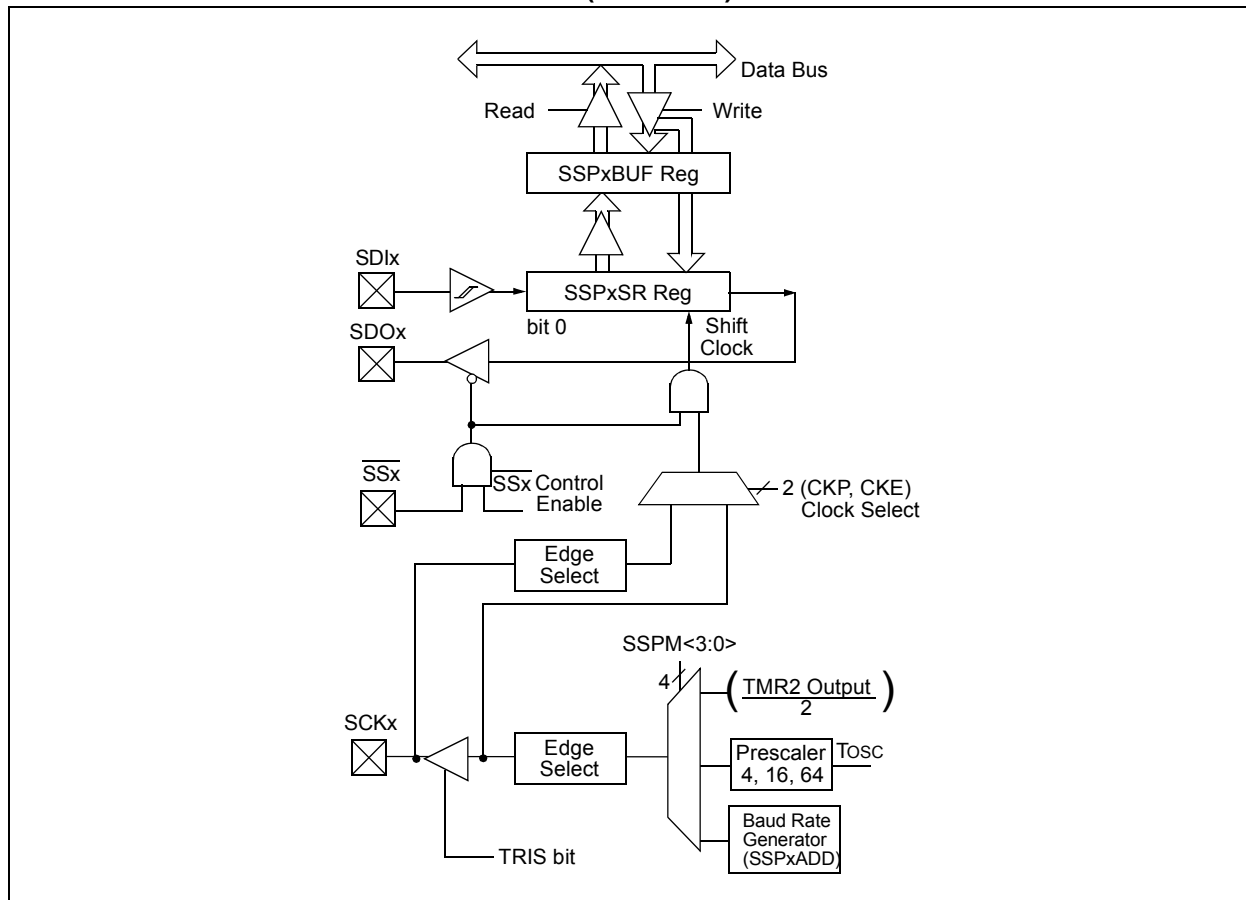 Data Bus
Read
Write
SSPxBUF Reg
SDIx
SSPxSR Reg
bit 0
Shift
Clock
SDOx
SSx
SSx Control
Enable
2 (CKP, CKE)
Clock Select
Edge
Select
SSPM<3:0>
4
(TMR2 Output)
2
SCKx
Edge
Select
Prescaler
4, 16, 64
TOSC
Baud Rate
Generator
(SSPxADD)
TRIS bit